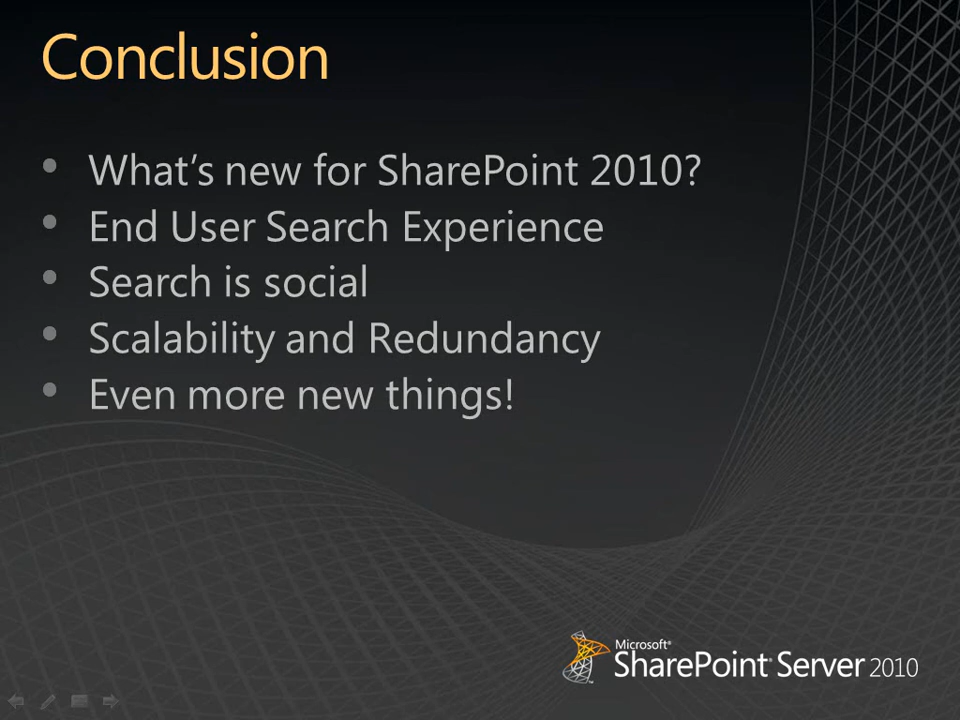 Conclusion
• What's new for SharePoint 2010?
• End User Search Experience
• Search is social
• Scalability and Redundancy
• Even more new things!
Microsoft®
SharePoint® Server 2010